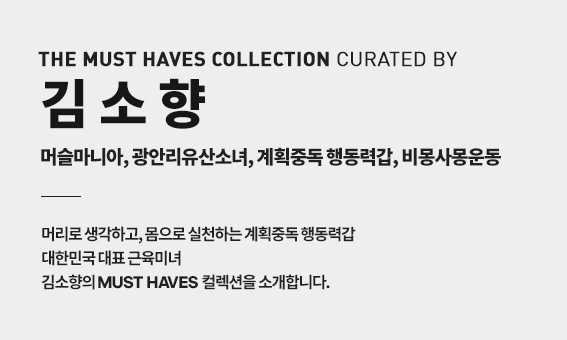 THE MUST HAVES COLLECTION CURATED BY
김소향
머슬마니아, 광안리유산소녀, 계획중독 행동력갑, 비몽사몽운동
머리로 생각하고, 몸으로 실천하는 계획중독 행동력갑
대한민국 대표 근육미녀
김소향의 MUST HAVES 컬렉션을 소개합니다.